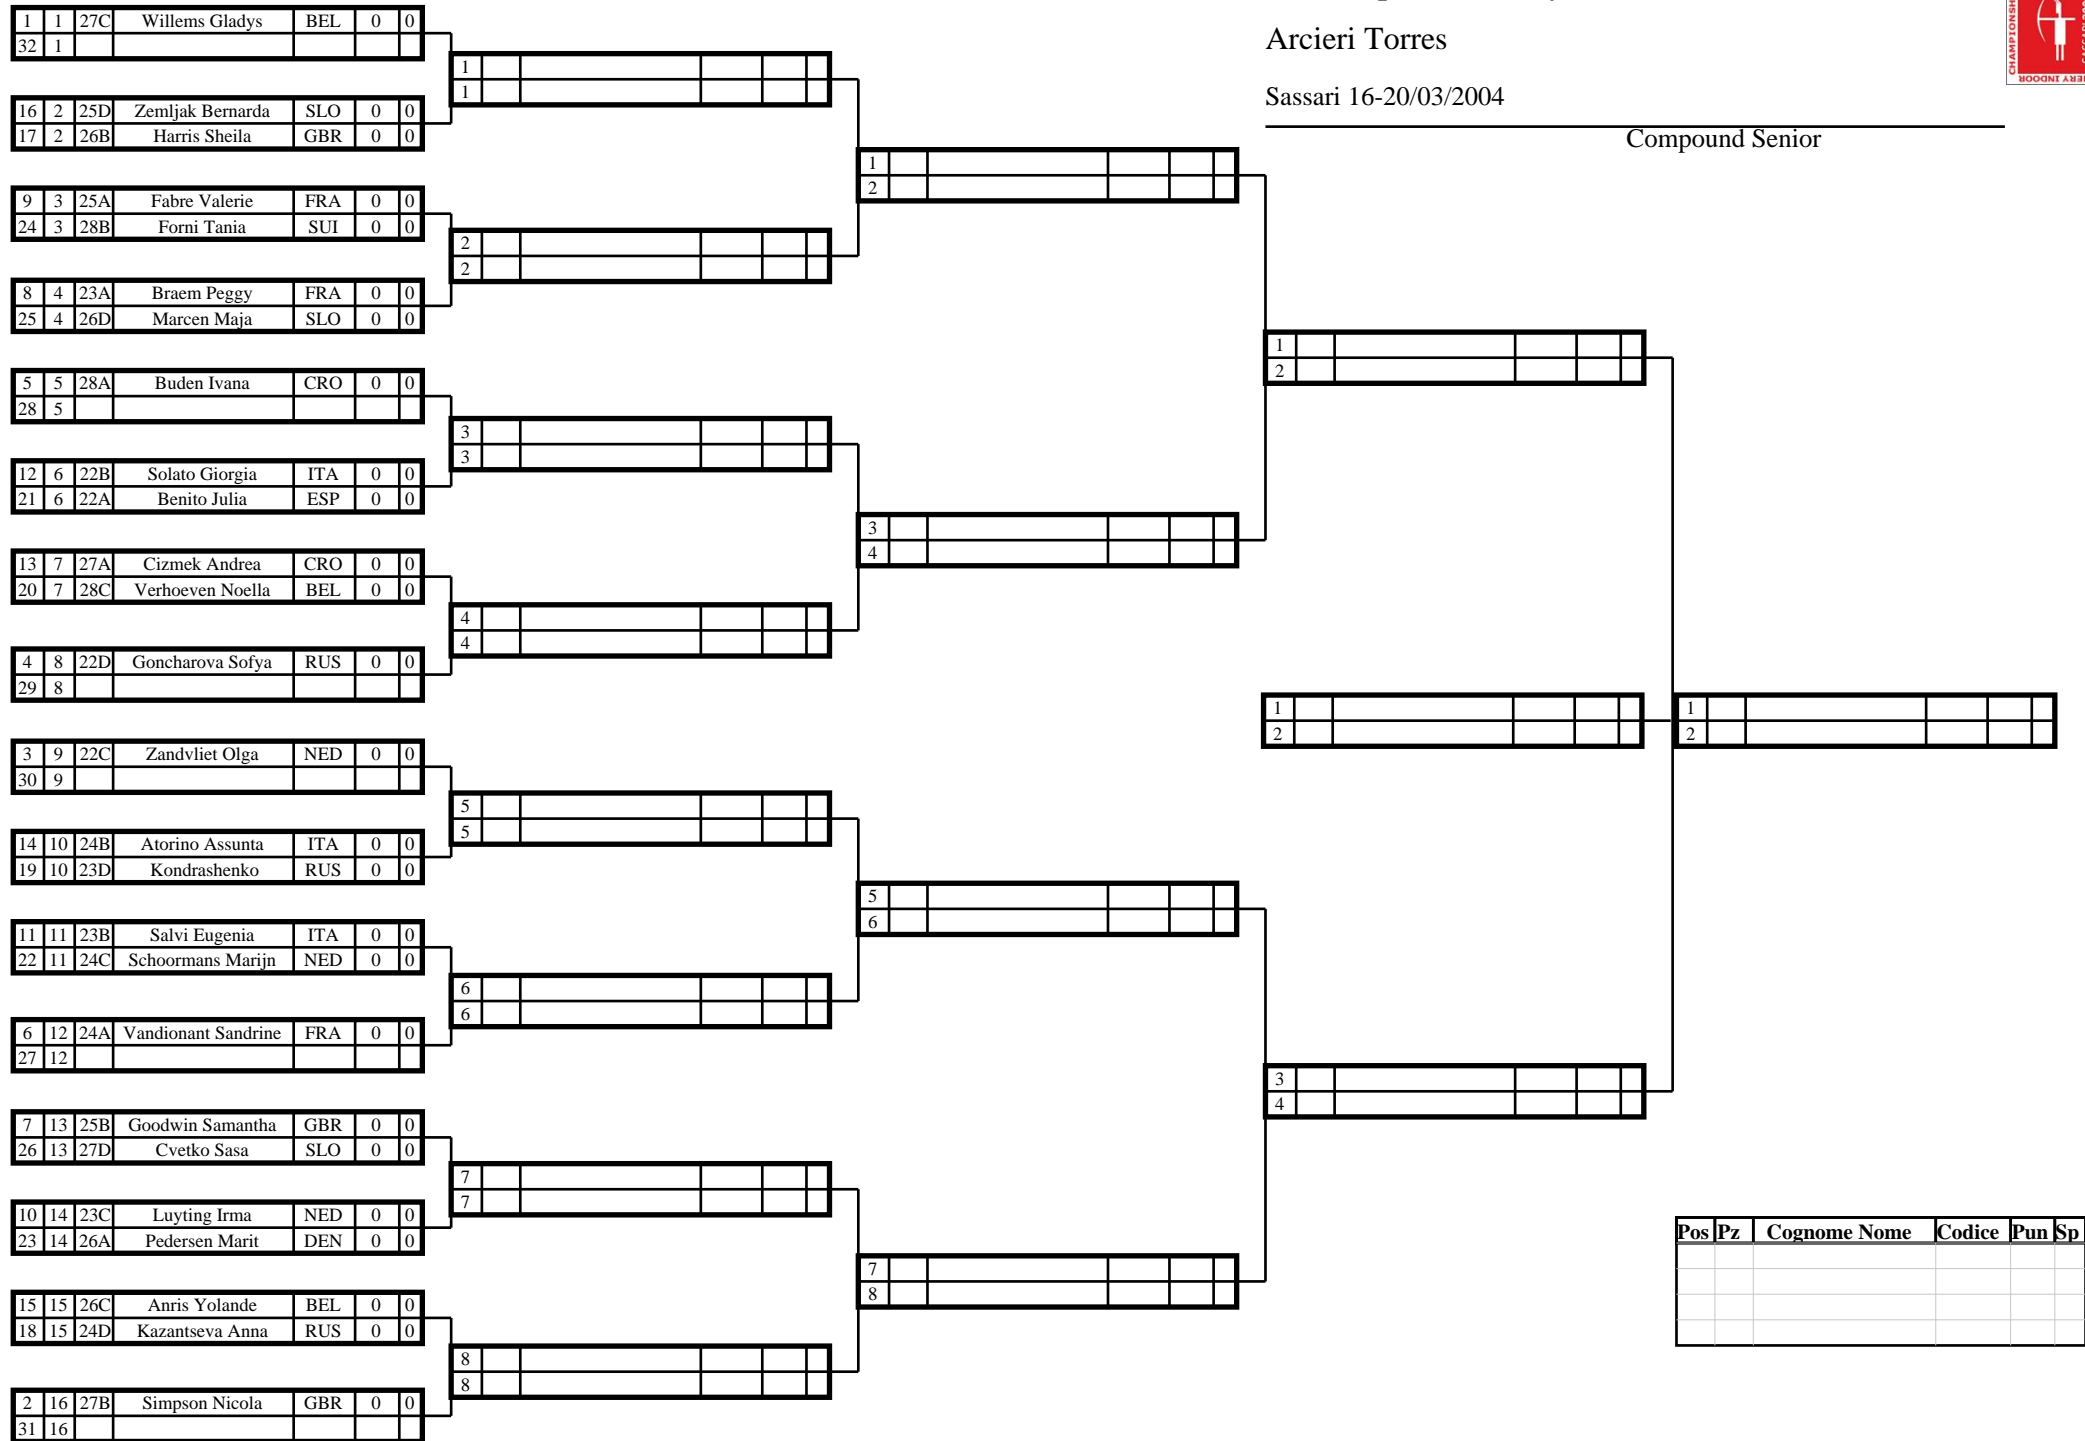 Arcieri Torres
Sassari 16-20/03/2004
Compound Senior
CHAMPIONSH
INDOOR
1 1 27C Willems Gladys BEL 0 0
32 1
16 2 25D Zemljak Bernarda SLO 0 0
17 2 26B Harris Sheila GBR 0 0
9 3 25A Fabre Valerie FRA 0 0
24 3 28B Forni Tania SUI 0 0
8 4 23A Braem Peggy FRA 0 0
25 4 26D Marcen Maja SLO 0 0
5 5 28A Buden Ivana CRO 0 0
28 5
12 6 22B Solato Giorgia ITA 0 0
21 6 22A Benito Julia ESP 0 0
13 7 27A Cizmek Andrea CRO 0 0
20 7 28C Verhoeven Noella BEL 0 0
4 8 22D Goncharova Sofya RUS 0 0
29 8
3 9 22C Zandvliet Olga NED 0 0
30 9
14 10 24B Atorino Assunta ITA 0 0
19 10 23D Kondrashenko RUS 0 0
11 11 23B Salvi Eugenia ITA 0 0
22 11 24C Schoormans Marijn NED 0 0
6 12 24A Vandionant Sandrine FRA 0 0
27 12
7 13 25B Goodwin Samantha GBR 0 0
26 13 27D Cvetko Sasa SLO 0 0
10 14 23C Luyting Irma NED 0 0
23 14 26A Pedersen Marit DEN 0 0
15 15 26C Anris Yolande BEL 0 0
18 15 24D Kazantseva Anna RUS 0 0
2 16 27B Simpson Nicola GBR 0 0
31 16
1
1
2
2
3
3
4
4
5
5
6
6
7
7
8
8
1
2
3
4
5
6
7
8
1
2
3
4
1
2
1
2
Pos Pz Cognome Nome Codice Pun Sp